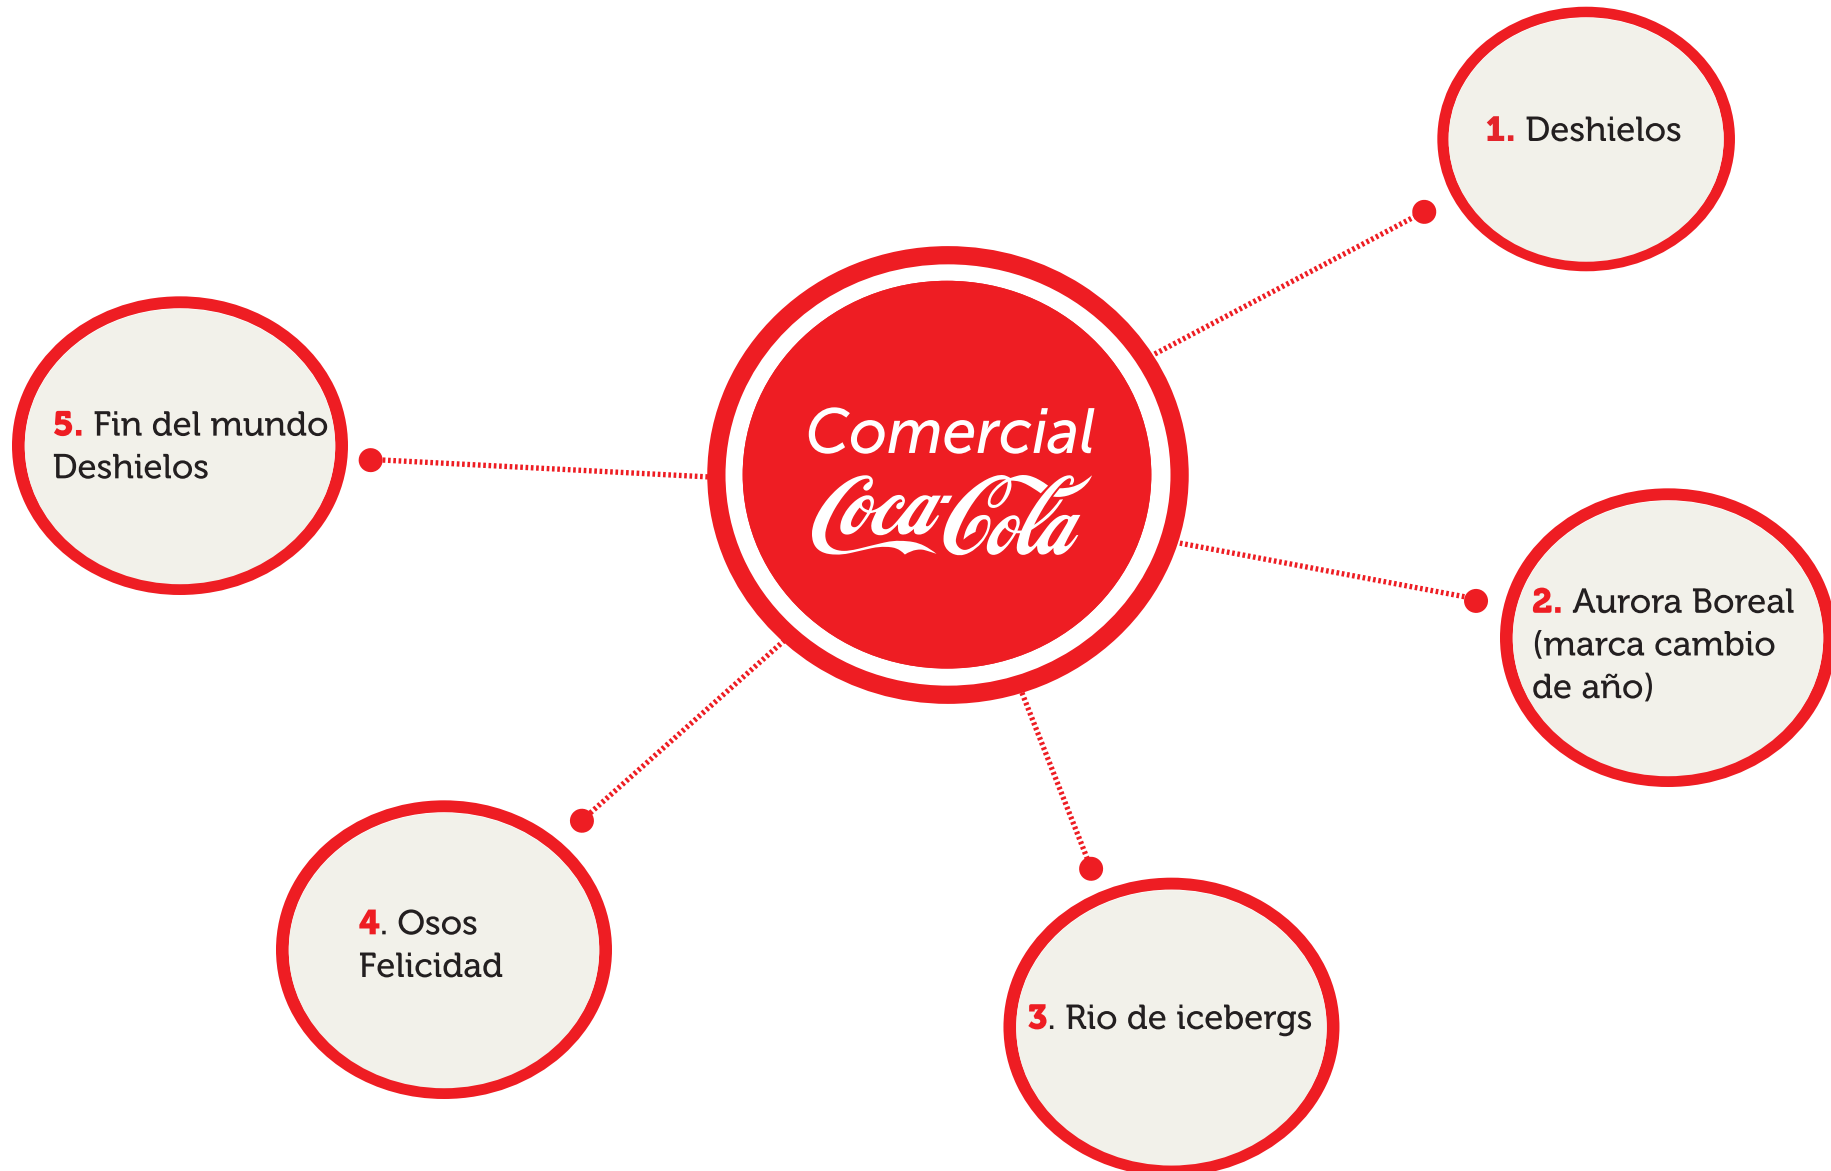 Comercial
Coca-Cola
1. Deshielos
2. Aurora Boreal
(marca cambio
de año)
3. Rio de icebergs
4. Osos
Felicidad
5. Fin del mundo
Deshielos